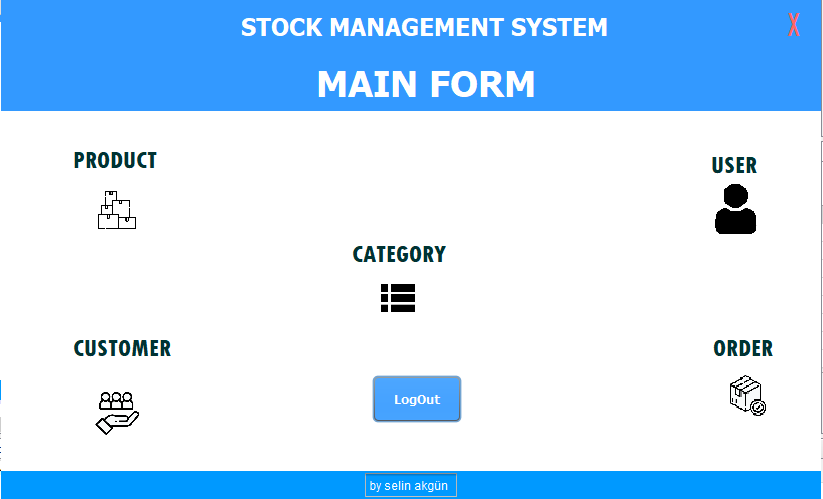 STOCK MANAGEMENT SYSTEM
X
MAIN FORM
PRODUCT
USER
CATEGORY
CUSTOMER
ORDER
LogOut
by selin akgün